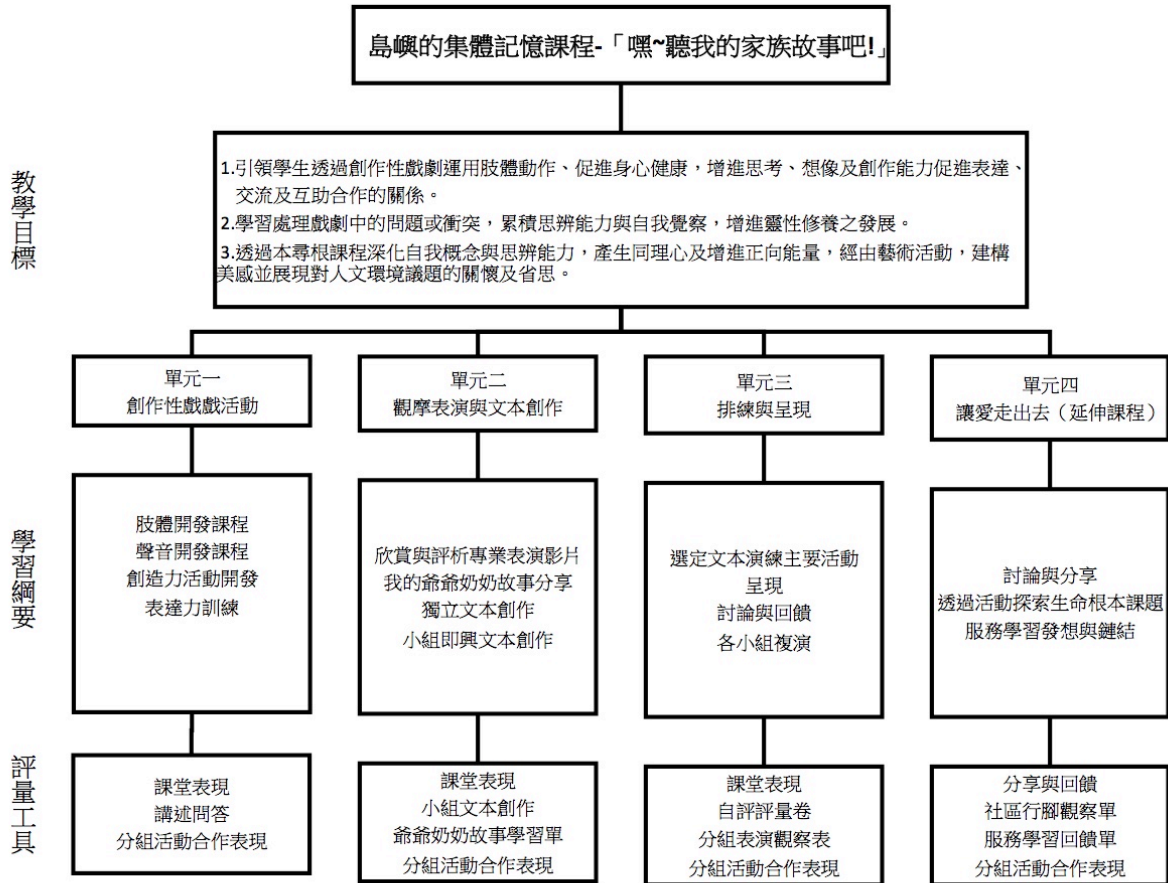 島嶼的集體記憶課程-「嘿~聽我的家族故事吧!」
教學目標
1.引領學生透過創作性戲劇運用肢體動作、促進身心健康，增進思考、想像及創作能力促進表達、
交流及互助合作的關係。
2.學習處理戲劇中的問題或衝突，累積思辨能力與自我覺察，增進靈性修養之發展。
3.透過本尋根課程深化自我概念與思辨能力，產生同理心及增進正向能量，經由藝術活動，建構
美感並展現對人文環境議題的關懷及省思。
單元一
創作性戲戲活動
單元二
觀摩表演與文本創作
單元三
排練與呈現
單元四
讓愛走出去（延伸課程）
學習綱要
肢體開發課程
聲音開發課程
創造力活動開發
表達力訓練
欣賞與評析專業表演影片
我的爺爺奶奶故事分享
獨立文本創作
小組即興文本創作
選定文本演練主要活動
呈現
討論與回饋
各小組複演
討論與分享
透過活動探索生命根本課題
服務學習發想與鏈結
評量工具
課堂表現
講述問答
分組活動合作表現
課堂表現
小組文本創作
爺爺奶奶故事學習單
分組活動合作表現
課堂表現
自評評量卷
分組表演觀察表
分組活動合作表現
分享與回饋
社區行腳觀察單
服務學習回饋單
分組活動合作表現